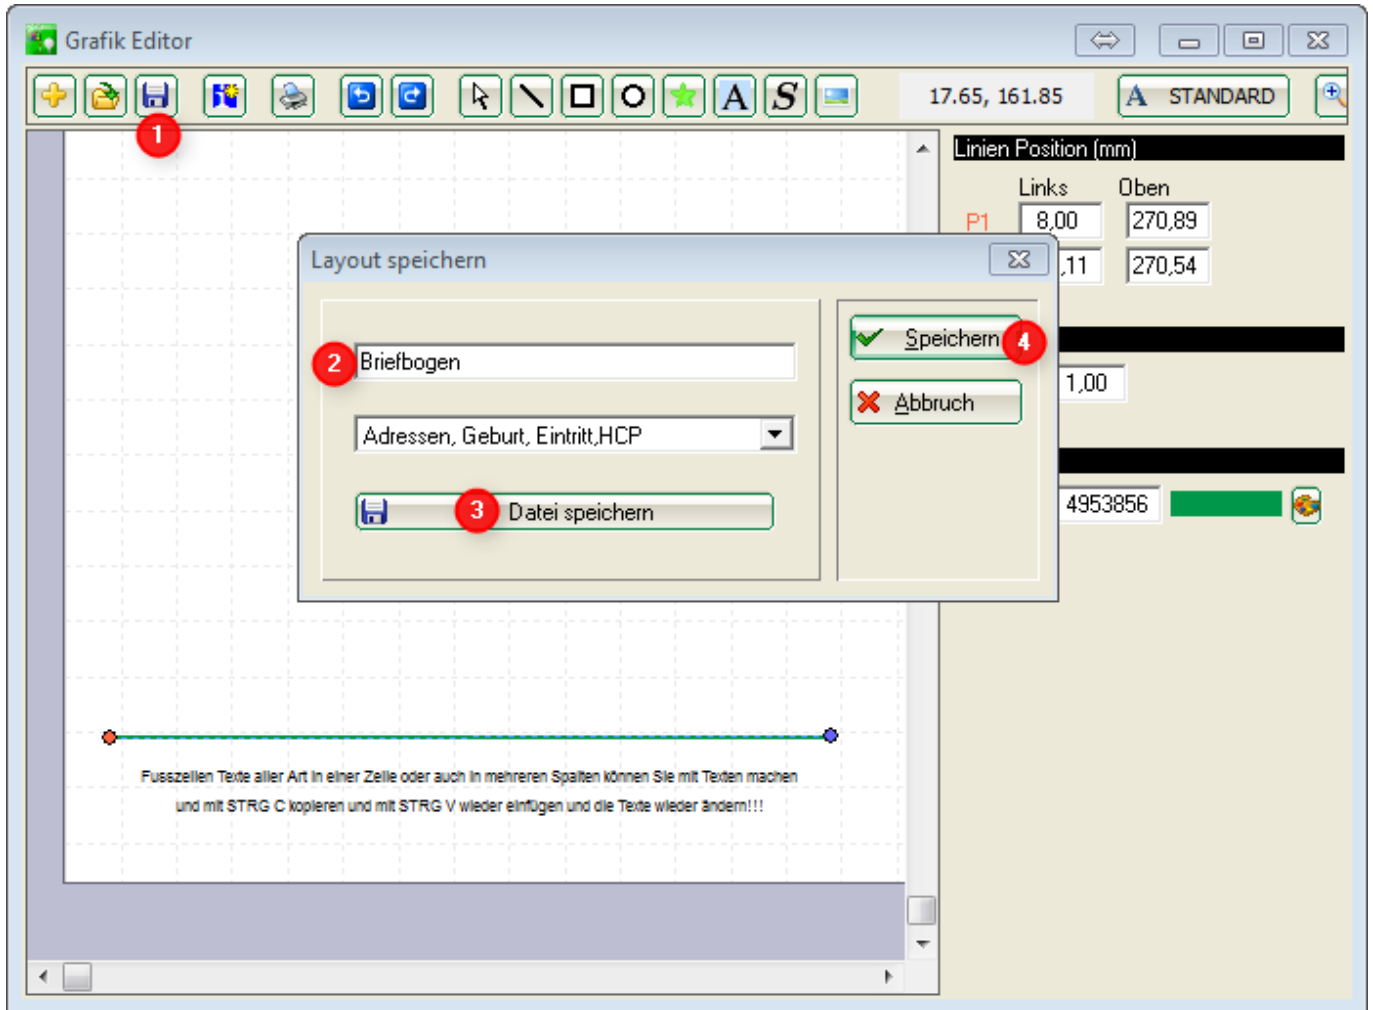 Grafik Editor
A S 17.65, 161.85 A STANDARD
1
Linien Position (mm)
Links Oben
P1 8,00 270,89
,11 270,54
Layout speichern
2 Briefbogen
Speichern 4
1,00
Abbruch
Adressen, Geburt, Eintritt,HCP
3 Datei speichern
4953856
Fusszeilen Texte aller Art in einer Zeile oder auch in mehreren Spalten können Sie mit Texten machen
und mit STRG C kopieren und mit STRG V wieder einfügen und die Texte wieder ändern!!!